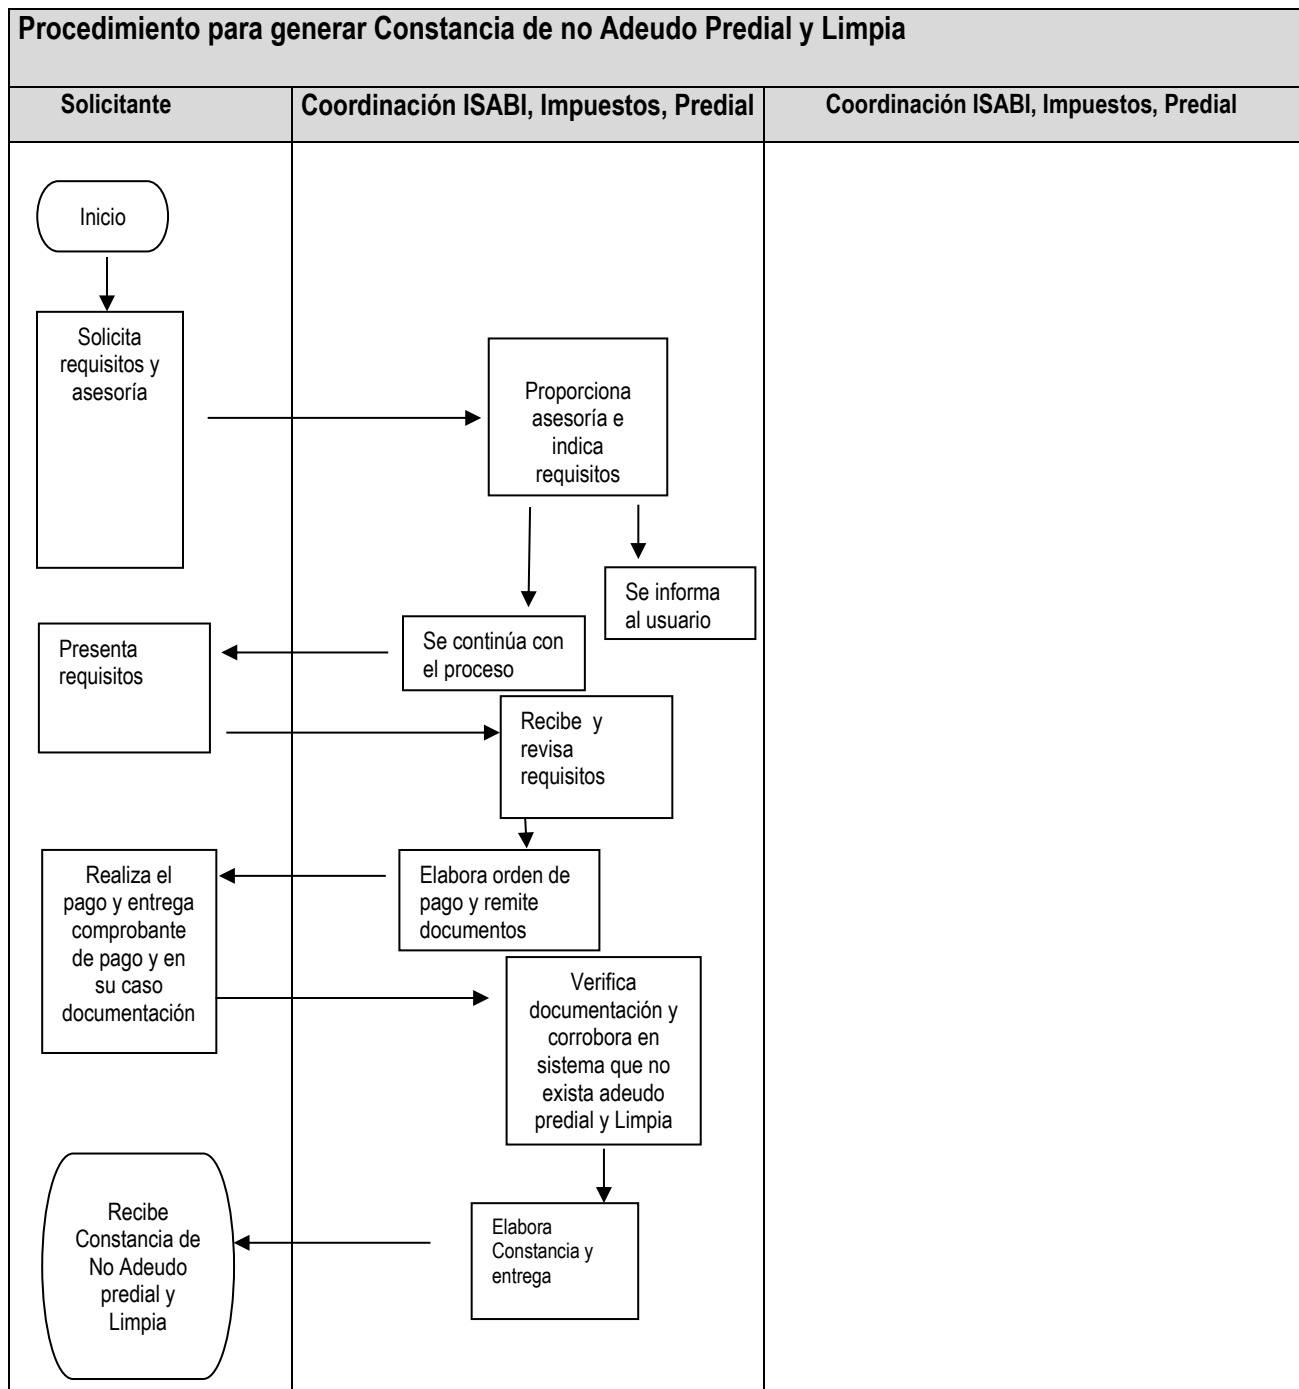 Procedimiento para generar Constancia de no Adeudo Predial y Limpia
Solicitante
Coordinación ISABI, Impuestos, Predial
Coordinación ISABI, Impuestos, Predial
Inicio
Solicita
requisitos y
asesoría
Proporciona
asesoría e
indica
requisitos
Se informa
al usuario
Se continúa con
el proceso
Presenta
requisitos
Recibe y
revisa
requisitos
Elabora orden de
pago y remite
documentos
Realiza el
pago y entrega
comprobante
de pago y en
su caso
documentación
Verifica
documentación y
corrobora en
sistema que no
exista adeudo
predial y Limpia
Elabora
Constancia y
entrega
Recibe
Constancia de
No Adeudo
predial y
Limpia